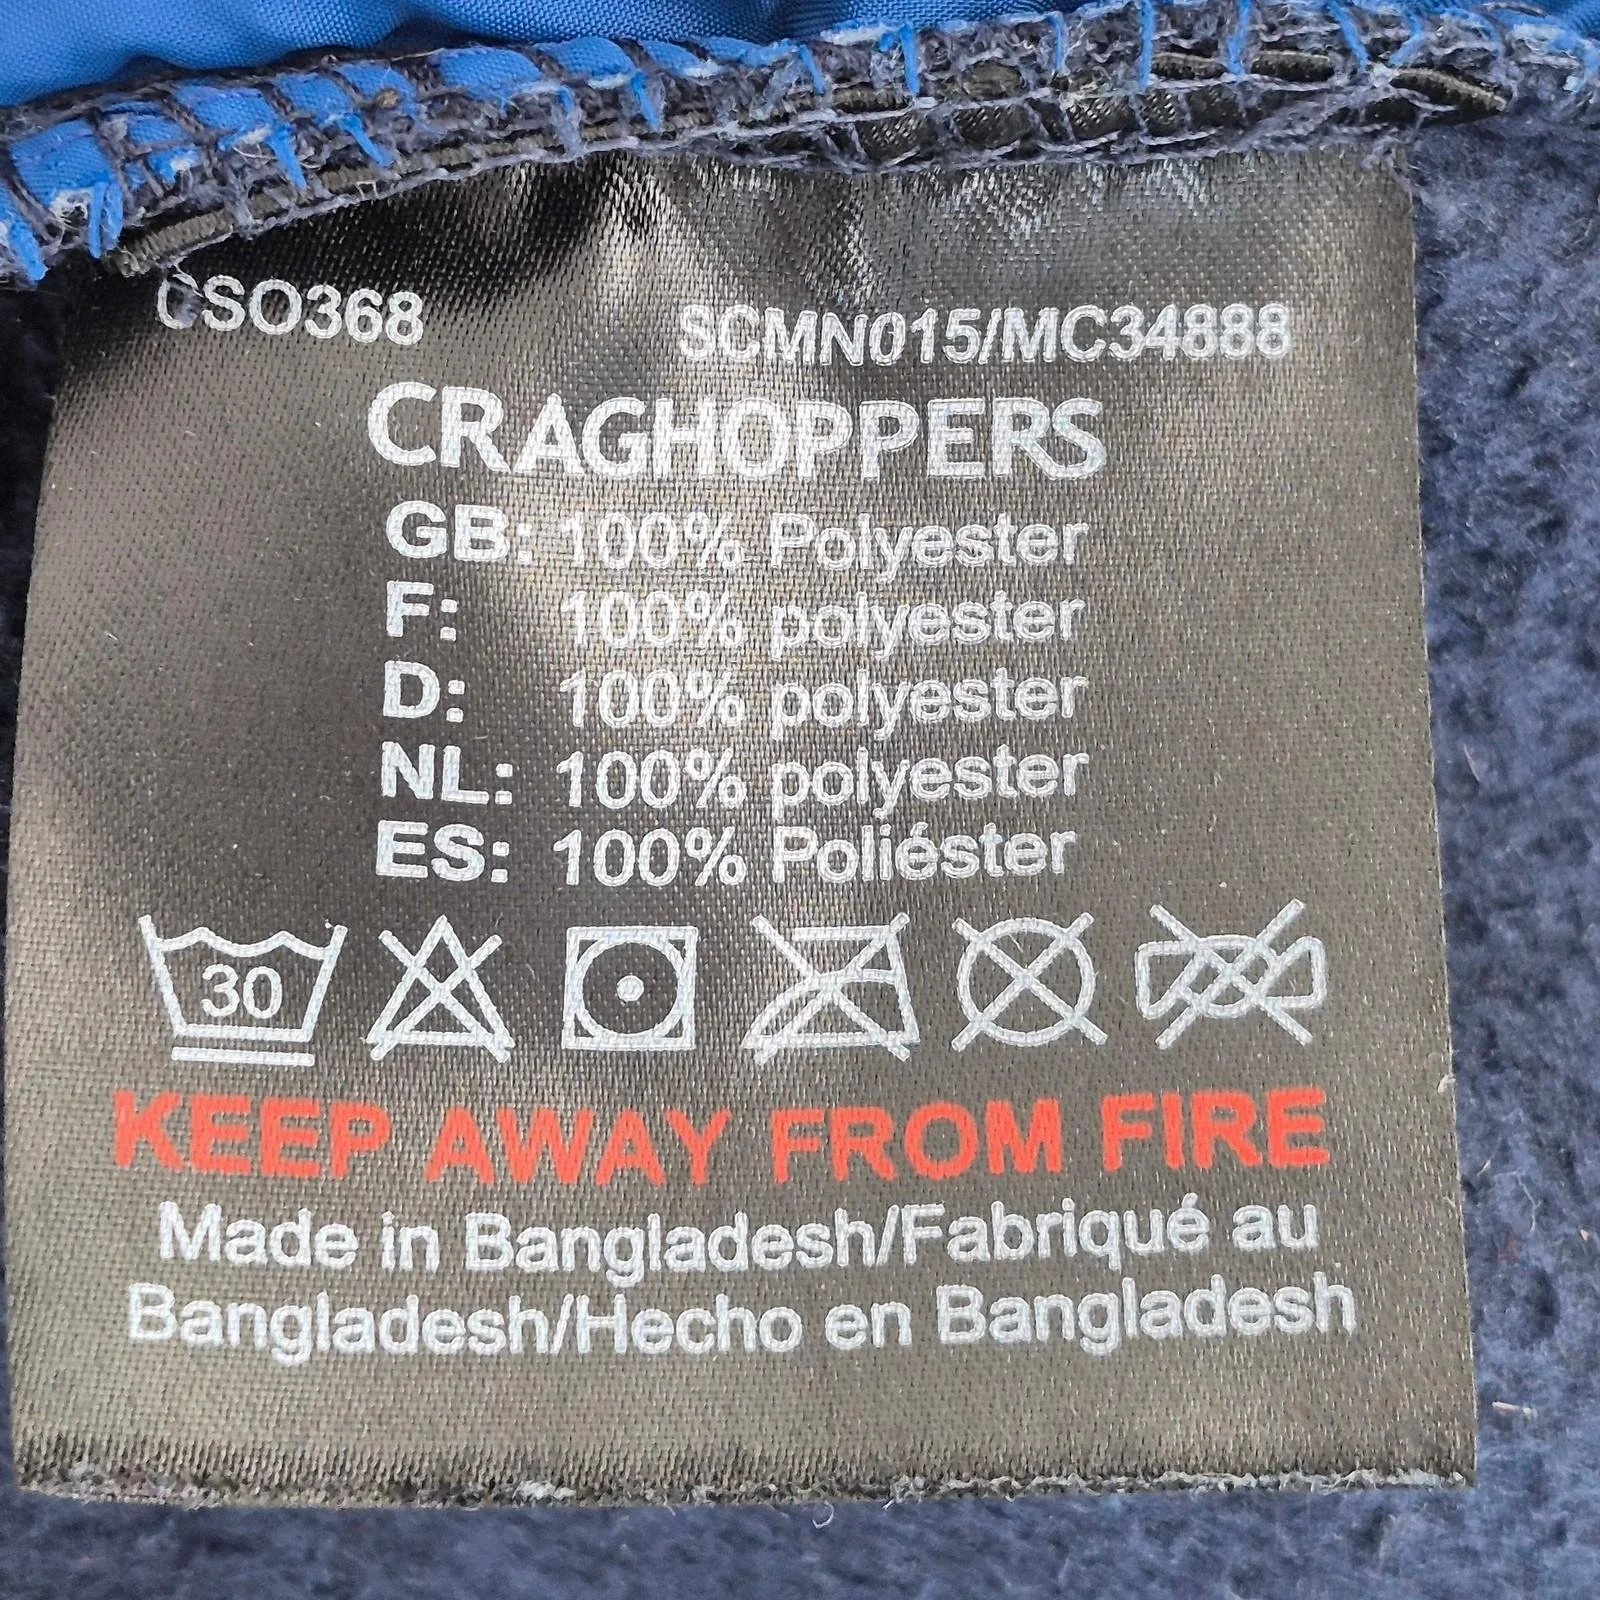 CSO368 SCMN015/MC34888
CRAGHOPPERS
GB: 100% Polyester
F: 100% polyester
D: 100% polyester
NL: 100% polyester
ES: 100% Poliéster
30
KEEP AWAY FROM FIRE
Made in Bangladesh/Fabriqué au
Bangladesh/Hecho en Bangladesh